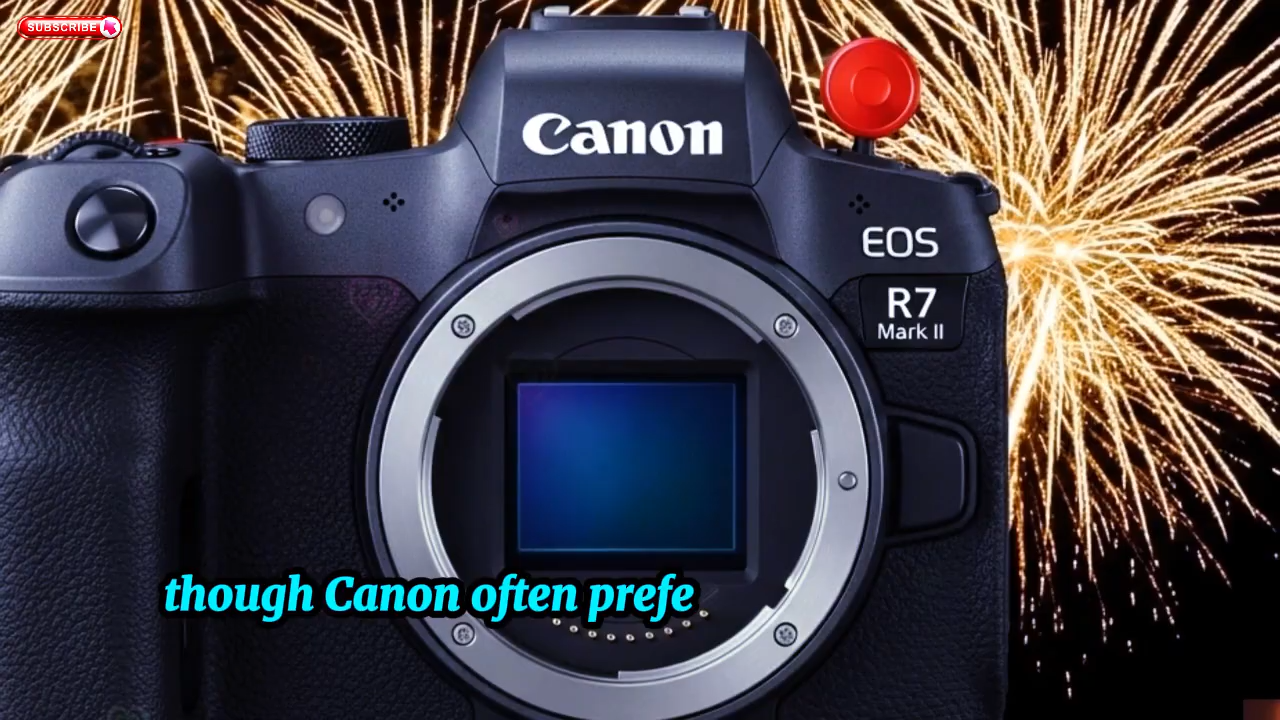 SUBSCRIBE
Canon
EOS
R7
Mark II
though Canon often prefe